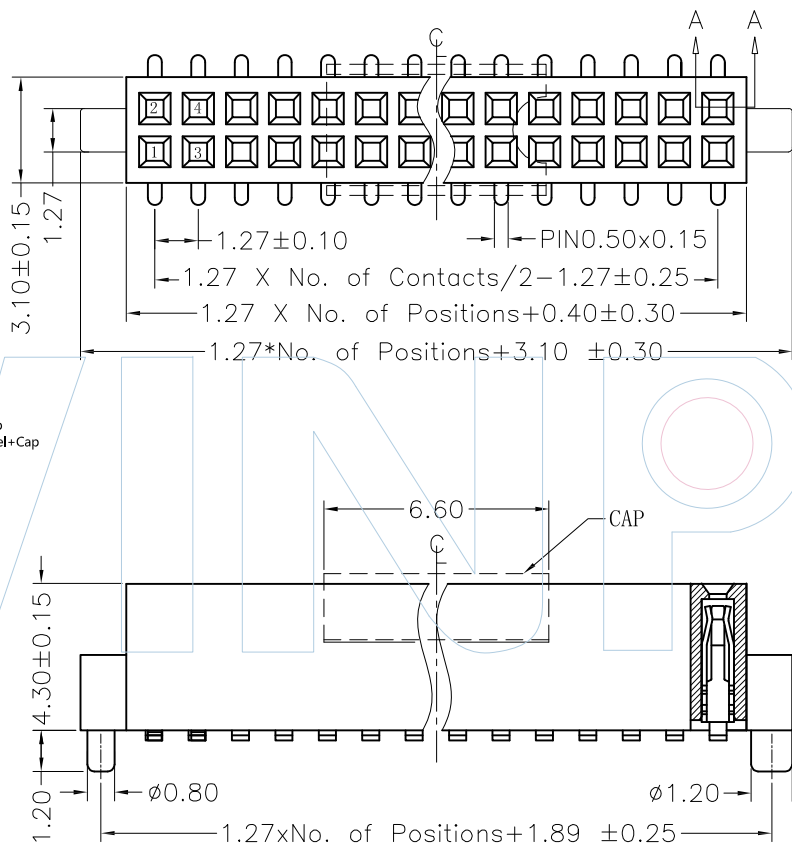 ℄
A A
2 4
1 3
3.10±0.15
1.27
1.27±0.10
PIN0.50x0.15
1.27 X No. of Contacts/2-1.27±0.25
1.27 X No. of Positions+0.40±0.30
1.27*No. of Positions+3.10 ±0.30
el+Cap
6.60
CAP
℄
4.30±0.15
1.20
ø0.80
ø1.20
1.27xNo. of Positions+1.89 ±0.25